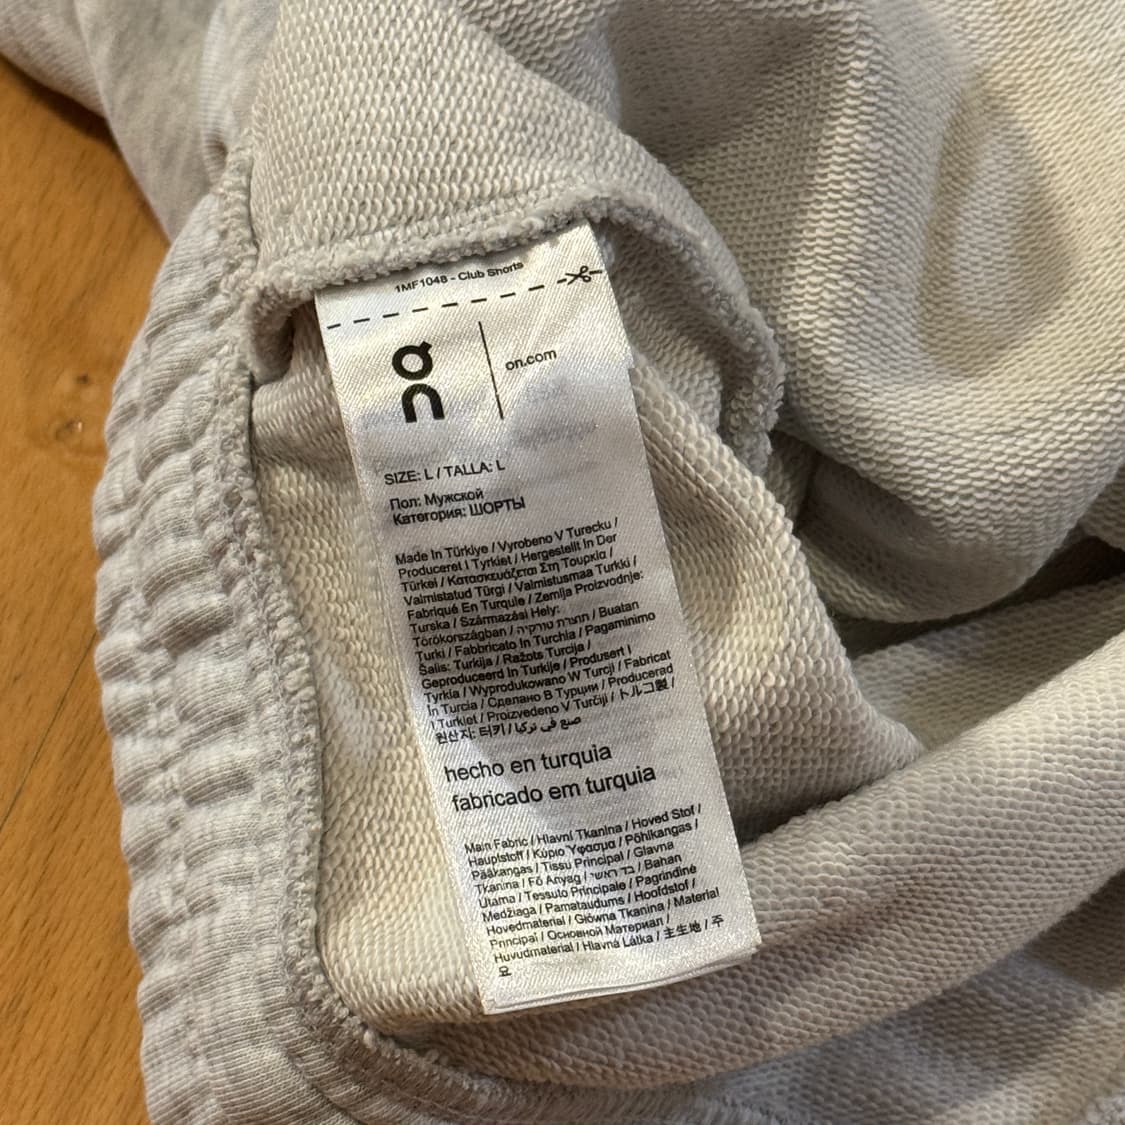 1MF1048 - Club Shorts
on
on.com
SIZE: L / TALLA: L
Пол: Мужской
Категория: ШОРТЫ
Made In Türkiye / Vyrobeno V Turecku /
Produceret I Tyrkiet / Hergestellt In Der
Türkei / Κατασκευάζεται Στη Τουρκία /
Valmistatud Türgi / Valmistusmaa Turkki /
Fabriqué En Turquie / Zemlja Proizvodnje:
Turska / Származási Hely:
Törökországban / תוצרת טורקיה / Buatan
Turki / Fabbricato In Turchia / Pagaminimo
Šalis: Turkija / Ražots Turcija /
Geproduceerd In Turkije / Produsert I
Tyrkia / Wyprodukowano W Turcji / Fabricat
În Turcia / Сделано В Турции / Producerad
I Turkiet / Proizvedeno V Turčiji / トルコ製 /
원산지: 터키 / صنع في تركيا
hecho en turquia
fabricado em turquia
Main Fabric / Hlavní Tkanina / Hoved Stof /
Hauptstoff / Κύριο Ύφασμα / Põhikangas /
Pääkangas / Tissu Principal / Glavna
Tkanina / Fő Anyag / בד ראשי / Bahan
Utama / Tessuto Principale / Pagrindinė
Medžiaga / Pamataudums / Hoofdstof /
Hovedmaterial / Główna Tkanina / Material
Principal / Основной Материал /
Huvudmaterial / Hlavná Látka / 主生地 / 주
요